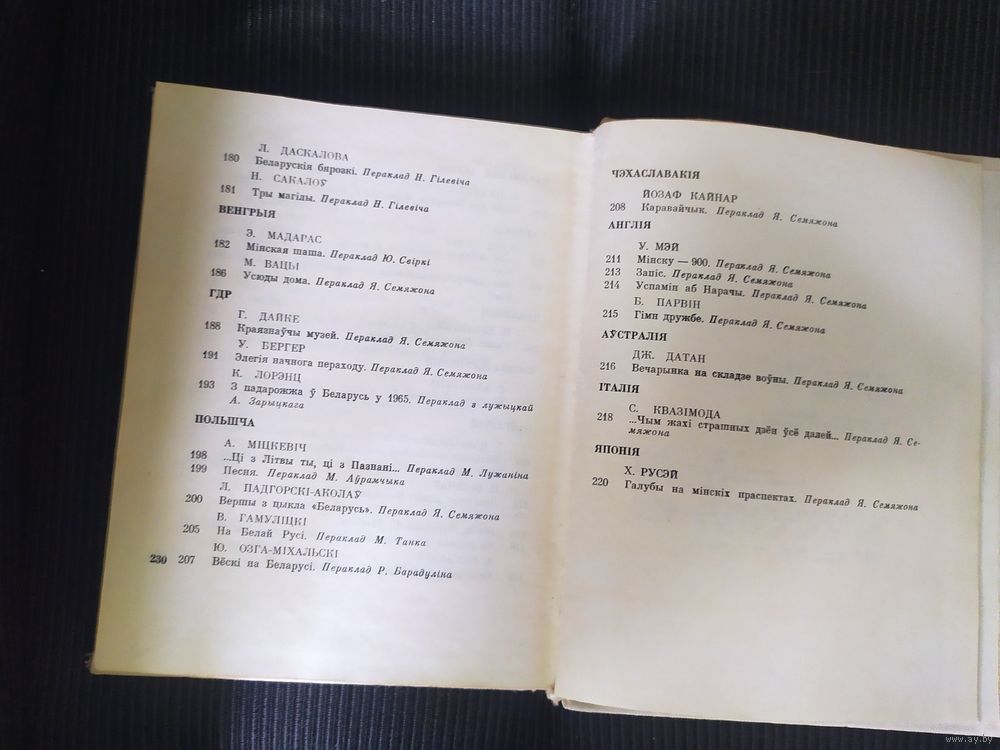 Л. ДАСКАЛОВА
180 Беларускія бярозкі. Пераклад Н. Гілевіча
Н. САКАЛОЎ
181 Тры магілы. Пераклад Н. Гілевіча
ВЕНГРЫЯ
Э. МАДАРАС
182 Мінская шаша. Пераклад Ю. Свіркі
М. ВАЦЫ
186 Усюды дома. Пераклад Я. Семяжона
ГДР
Г. ДАЙКЕ
188 Краязнаўчы музей. Пераклад Я. Семяжона
У. БЕРГЕР
191 Элегія начнога пераходу. Пераклад Я. Семяжона
К. ЛОРЭНЦ
193 З падарожжа ў Беларусь у 1965. Пераклад з лужыцкай
А. Зарыцкага
ПОЛЬШЧА
А. МІЦКЕВІЧ
198 ...Ці з Літвы ты, ці з Пазнані... Пераклад М. Лужаніна
199 Песня. Пераклад М. Аўрамчыка
Л. ПАДГОРСКІ-АКОЛАЎ
200 Вершы з цыкла «Беларусь». Пераклад Я. Семяжона
В. ГАМУЛІЦКІ
205 На Белай Русі. Пераклад М. Танка
Ю. ОЗГА-МІХАЛЬСКІ
230 207 Вёскі на Беларусі. Пераклад Р. Барадуліна
ЧЭХАСЛАВАКІЯ
ЙОЗАФ КАЙНАР
208 Каравайчык. Пераклад Я. Семяжона
АНГЛІЯ
У. МЭЙ
211 Мінску — 900. Пераклад Я. Семяжона
213 Запіс. Пераклад Я. Семяжона
214 Успамін аб Нарачы. Пераклад Я. Семяжона
Б. ПАРВІН
215 Гімн дружбе. Пераклад Я. Семяжона
АЎСТРАЛІЯ
ДЖ. ДАТАН
216 Вечарынка на складзе воўны. Пераклад Я. Семяжона
ІТАЛІЯ
С. КВАЗІМОДА
218 ...Чым жахі страшных дзён ўсё далей... Пераклад Я. Се-
мяжона
ЯПОНІЯ
Х. РУСЭЙ
220 Галубы на мінскіх праспектах. Пераклад Я. Семяжона
www.ay.by